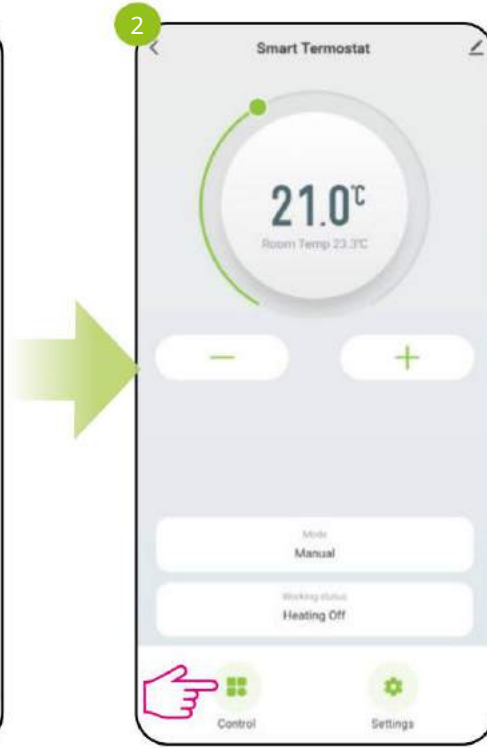 2
Smart Termostat
21.0℃
Room Temp 23.3℃
Mode
Manual
Working status
Heating Off
Control
Settings